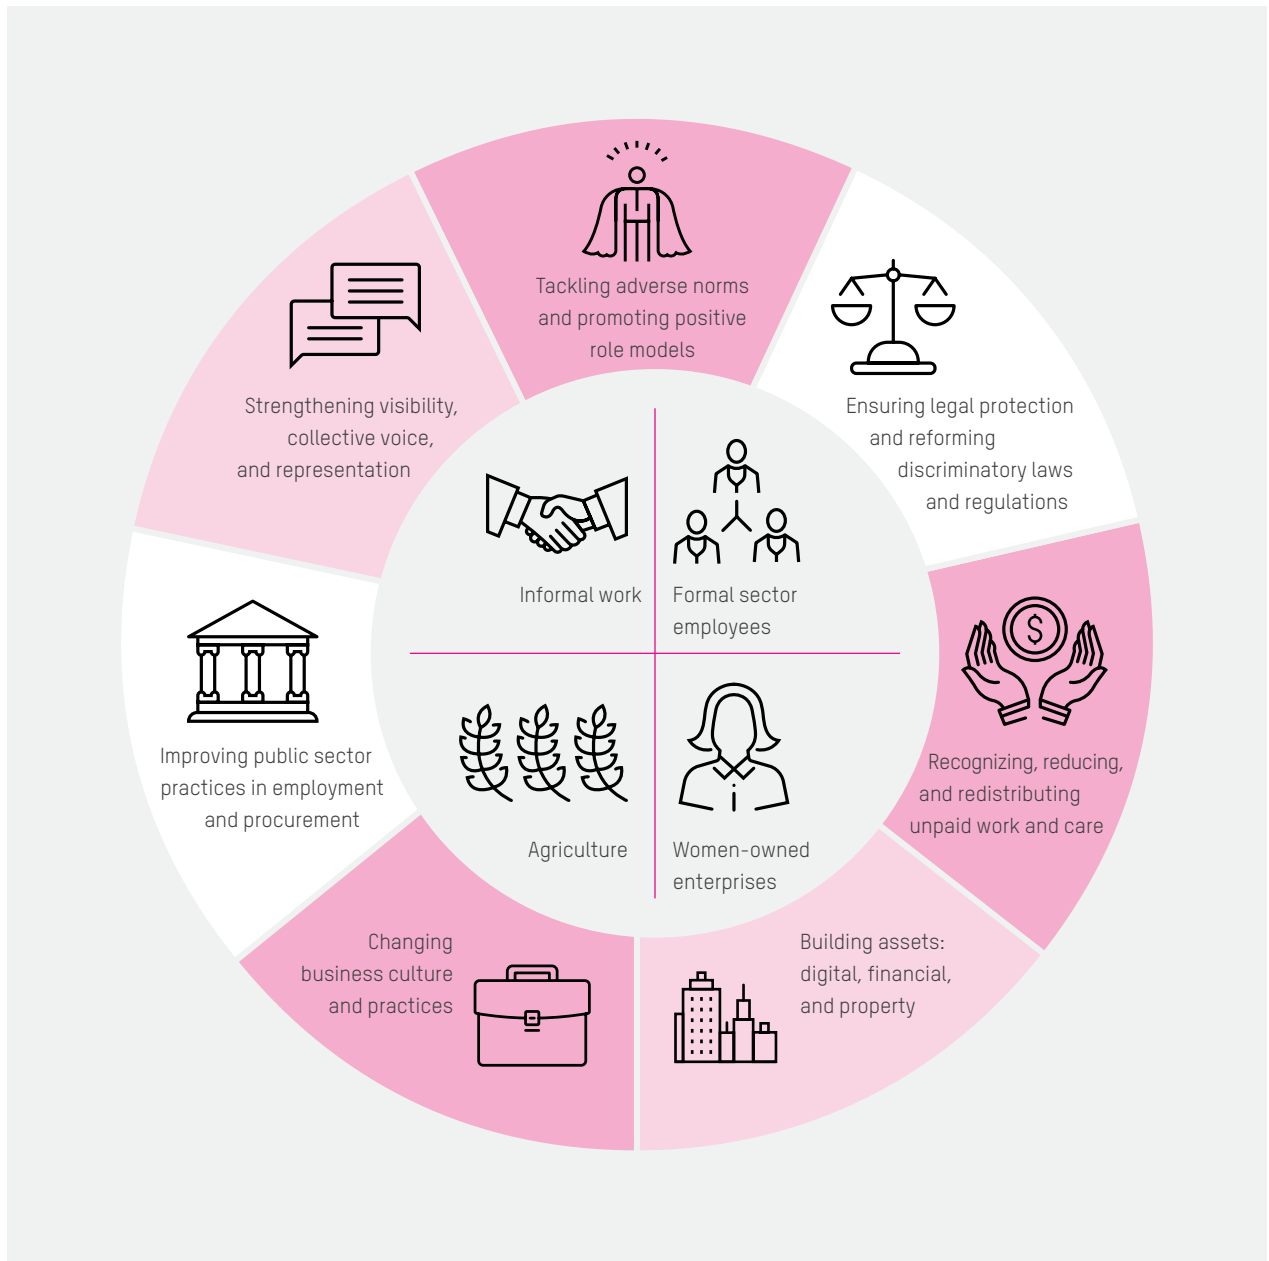 Tackling adverse norms
and promoting positive
role models
Ensuring legal protection
and reforming
discriminatory laws
and regulations
Recognizing, reducing,
and redistributing
unpaid work and care
Building assets:
digital, financial,
and property
Changing
business culture
and practices
Improving public sector
practices in employment
and procurement
Strengthening visibility,
collective voice,
and representation
Informal work
Formal sector
employees
Agriculture
Women-owned
enterprises
$